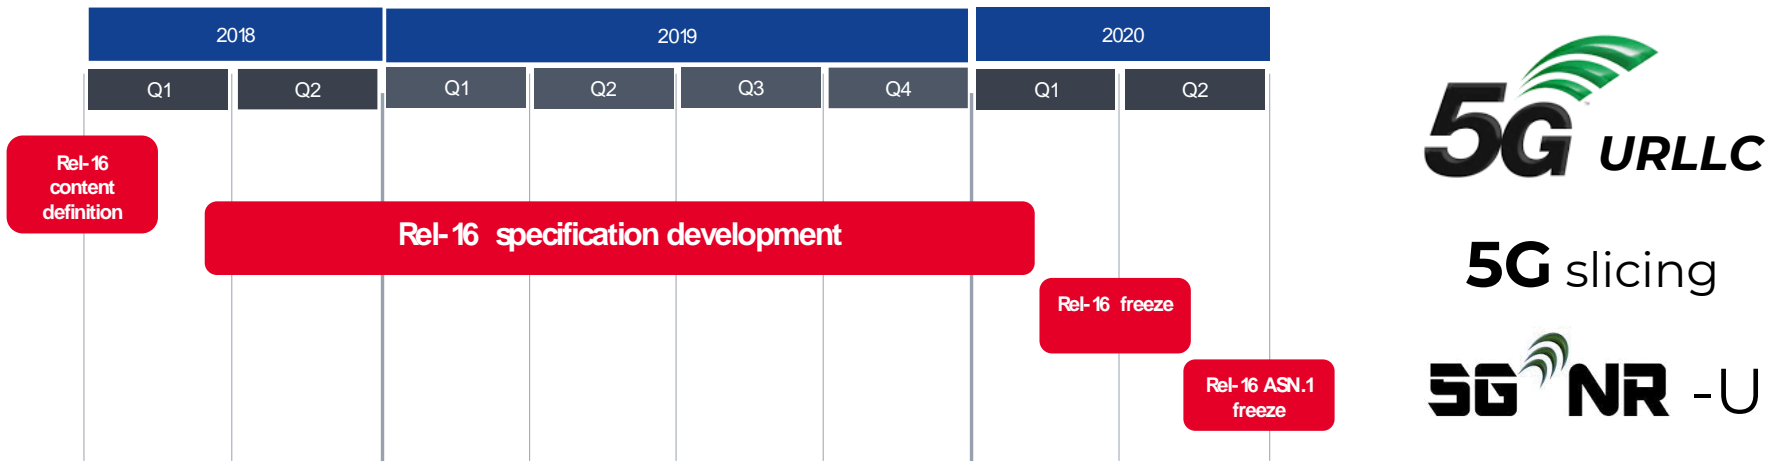 2018 2019 2020
Q1 Q2 Q1 Q2 Q3 Q4 Q1 Q2
Rel-16
content
definition
Rel-16 specification development
Rel-16 freeze
Rel-16 ASN.1
freeze
5G URLLC
5G slicing
5G NR -U